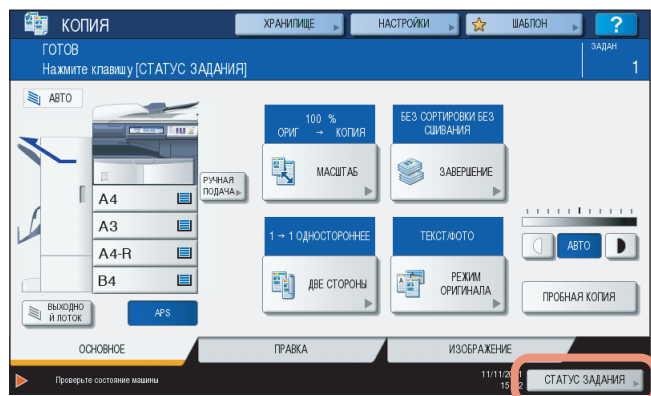 КОПИЯ
ХРАНИЛИЩЕ
НАСТРОЙКИ
ШАБЛОН
?
ГОТОВ
Нажмите клавишу [СТАТУС ЗАДАНИЯ]
ЗАДАН
1
АВТО
РУЧНАЯ
ПОДАЧА
A4
A3
A4-R
B4
ВЫХОДНО
Й ЛОТОК
APS
100 %
ОРИГ → КОПИЯ
МАСШТАБ
БЕЗ СОРТИРОВКИ БЕЗ
СШИВАНИЯ
ЗАВЕРШЕНИЕ
1 → 1 ОДНОСТОРОННЕЕ
ДВЕ СТОРОНЫ
ТЕКСТ/ФОТО
РЕЖИМ
ОРИГИНАЛА
АВТО
ПРОБНАЯ КОПИЯ
ОСНОВНОЕ
ПРАВКА
ИЗОБРАЖЕНИЕ
Проверьте состояние машины
СТАТУС ЗАДАНИЯ